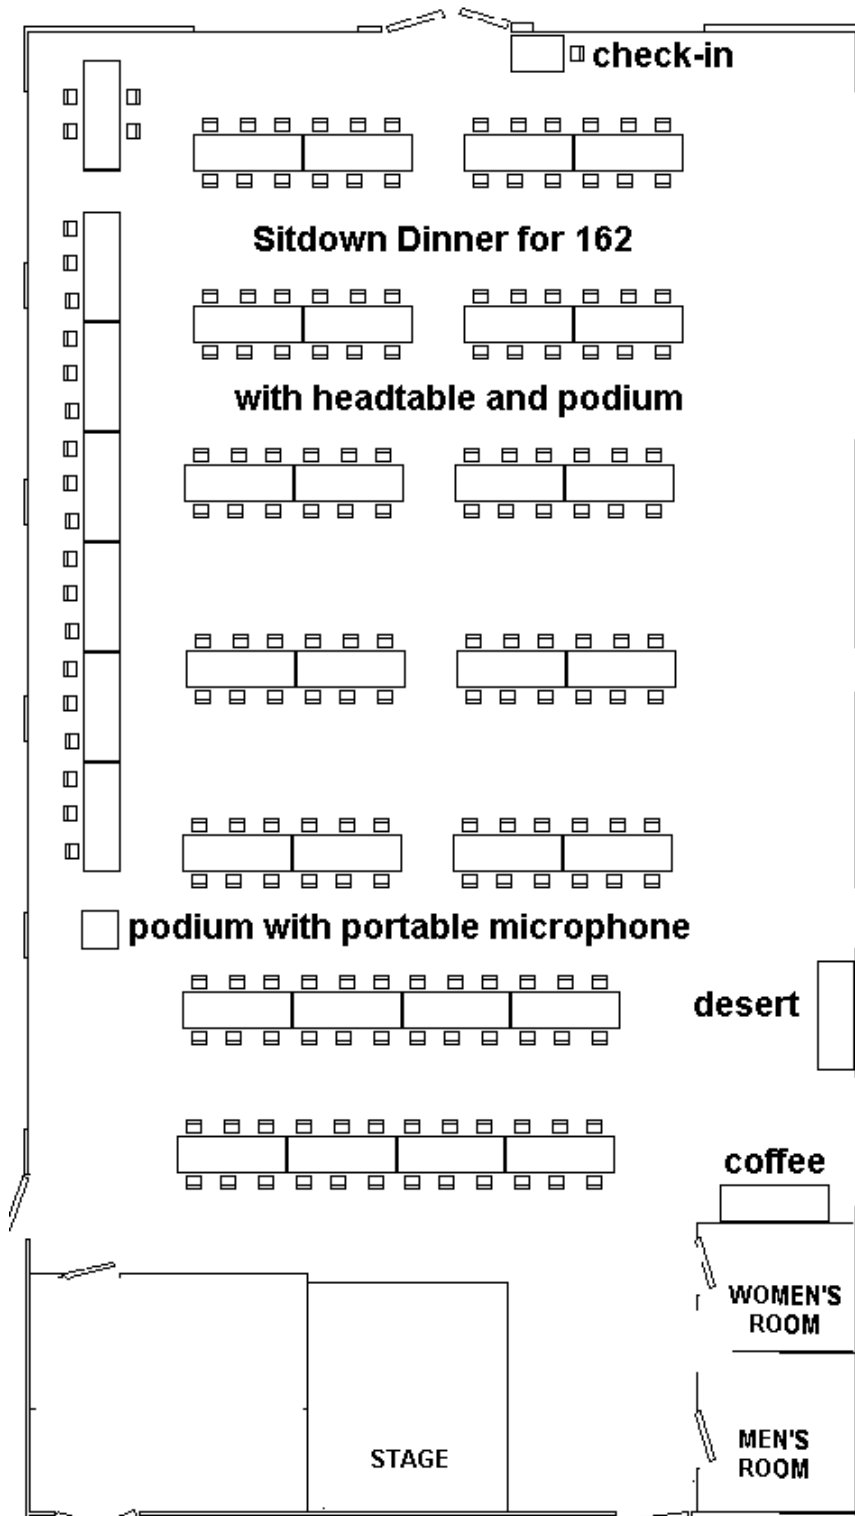 check-in
Sitdown Dinner for 162
with headtable and podium
podium with portable microphone
desert
coffee
WOMEN'S
ROOM
STAGE
MEN'S
ROOM